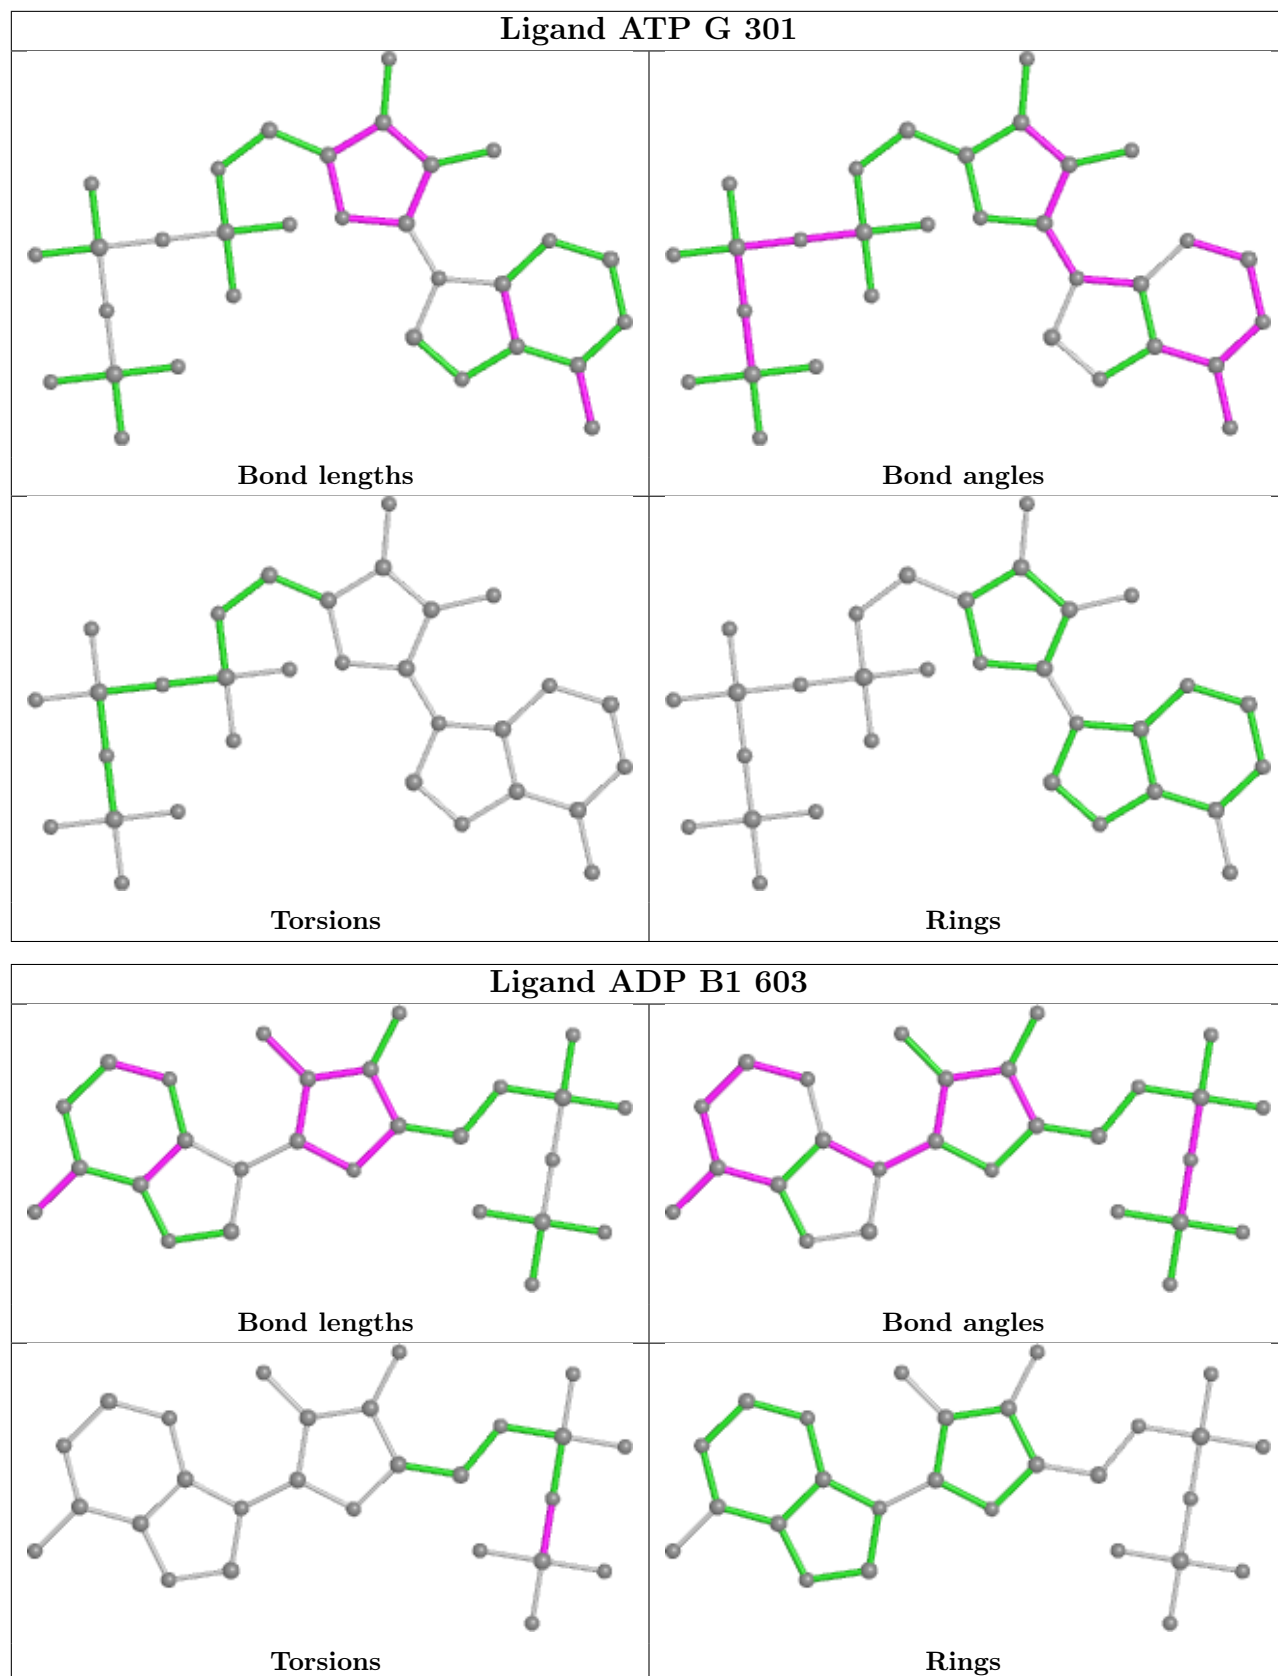 Ligand ATP G 301
Bond lengths
Bond angles
Torsions
Rings
Ligand ADP B1 603
Bond lengths
Bond angles
Torsions
Rings